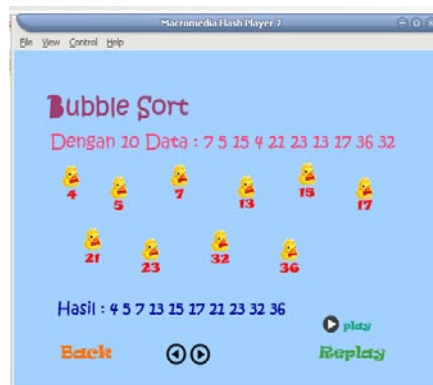 Macromedia Flash Player 7
File View Control Help
Bubble Sort
Dengan 10 Data : 7 5 15 4 21 23 13 17 36 32
4 5 7 13 15 17
21 23 32 36
Hasil : 4 5 7 13 15 17 21 23 32 36
play
Back Replay